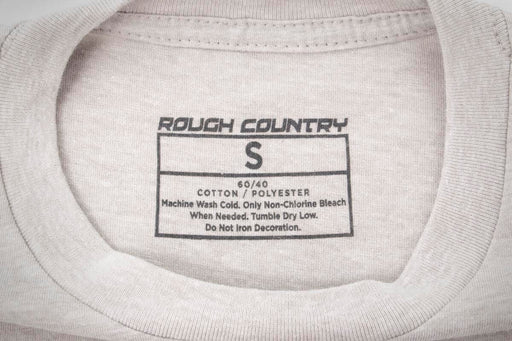 ROUGH COUNTRY
S
60/40
COTTON / POLYESTER
Machine Wash Cold. Only Non-Chlorine Bleach
When Needed. Tumble Dry Low.
Do Not Iron Decoration.